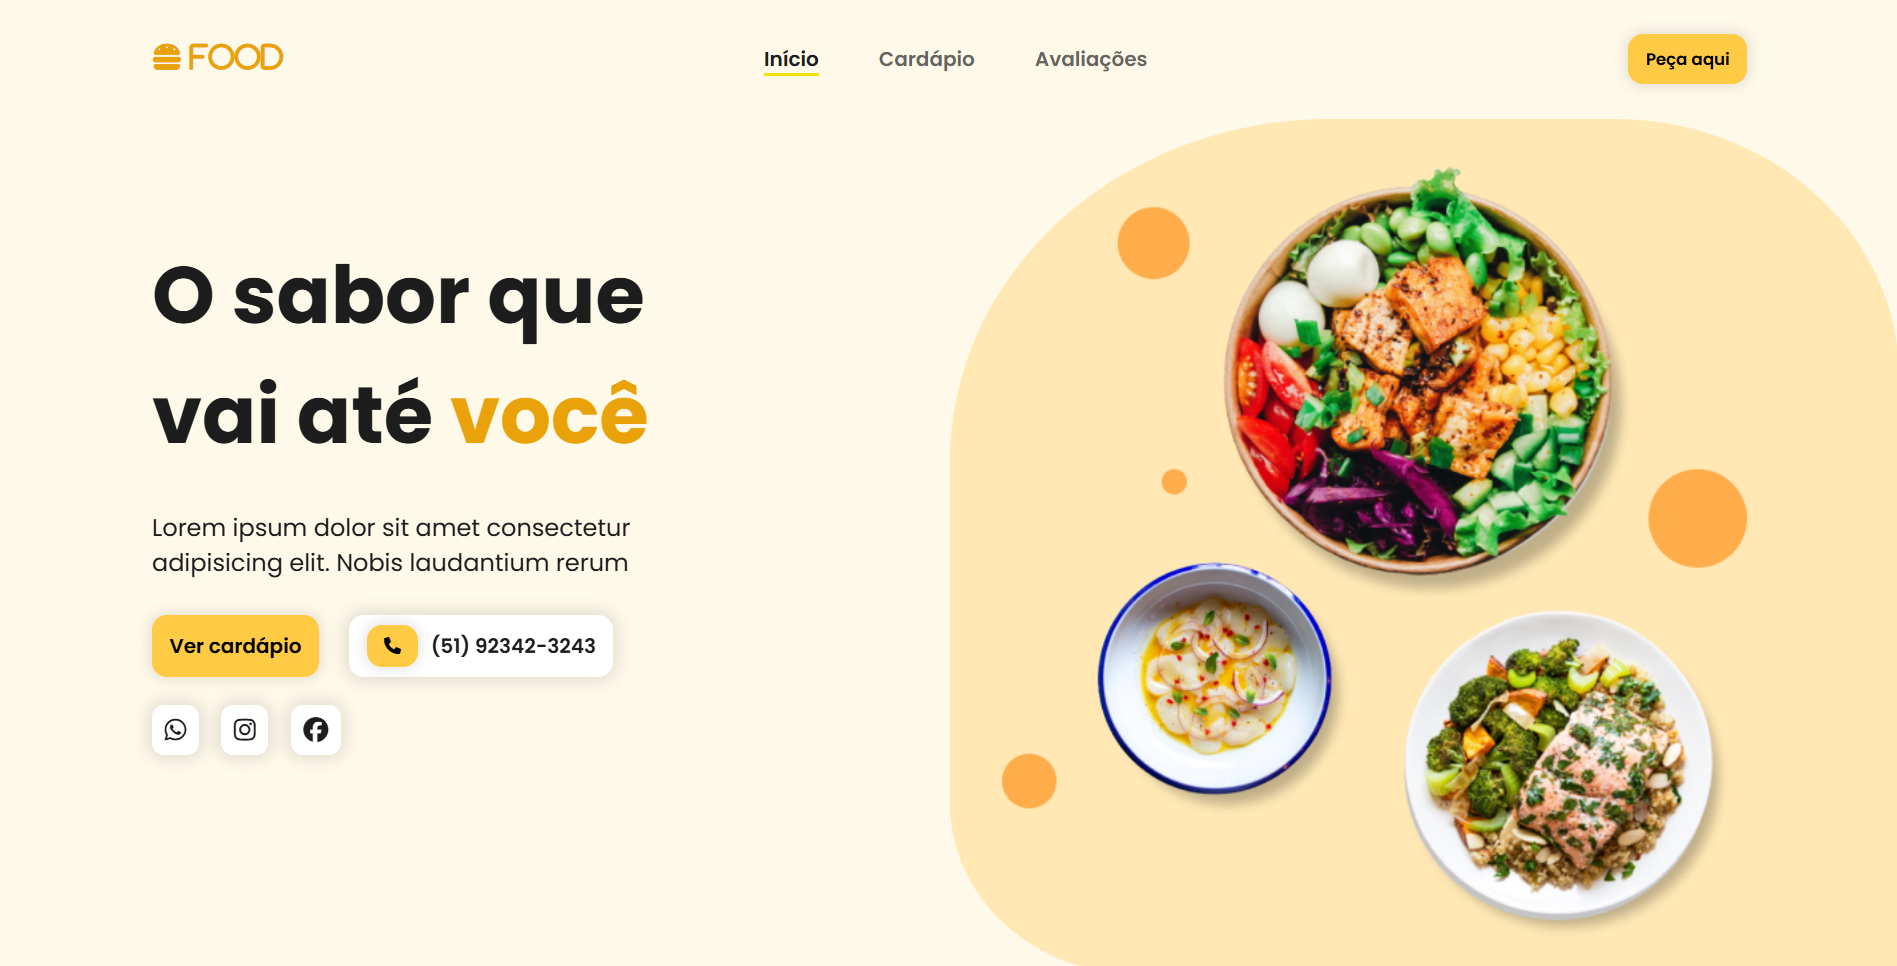 FOOD
Início
Cardápio
Avaliações
Peça aqui
O sabor que
vai até você
Lorem ipsum dolor sit amet consectetur
adipisicing elit. Nobis laudantium rerum
Ver cardápio
(51) 92342-3243